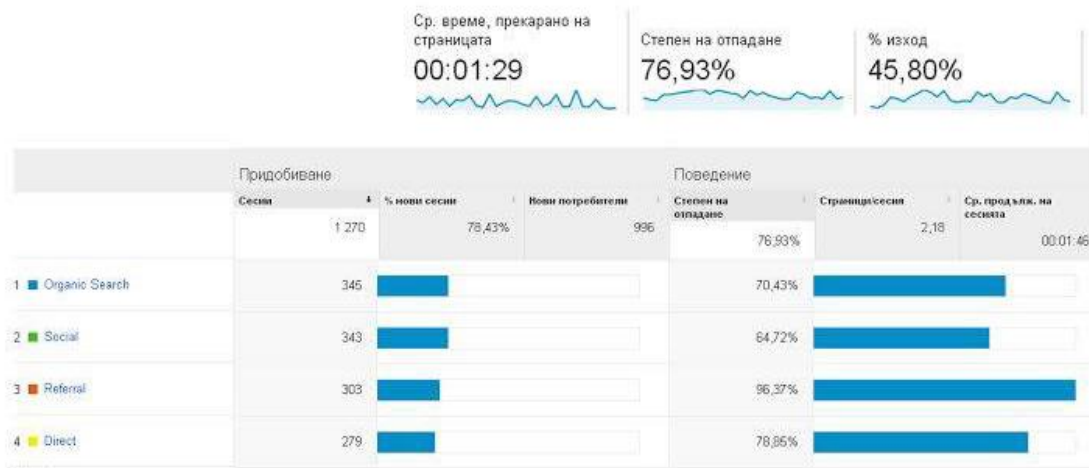 Ср. време, прекарано на
страницата
00:01:29
Степен на отпадане
76,93%
% изход
45,80%
Придобиване
Поведение
Сесии
% нови сесии
Нови потребители
Степен на
отпадане
Страници/сесия
Ср. продълж. на
сесията
1 270
78,43%
996
76,93%
2,18
00:01:46
1 Organic Search 345 70,43%
2 Social 343 64,72%
3 Referral 303 96,37%
4 Direct 279 78,85%